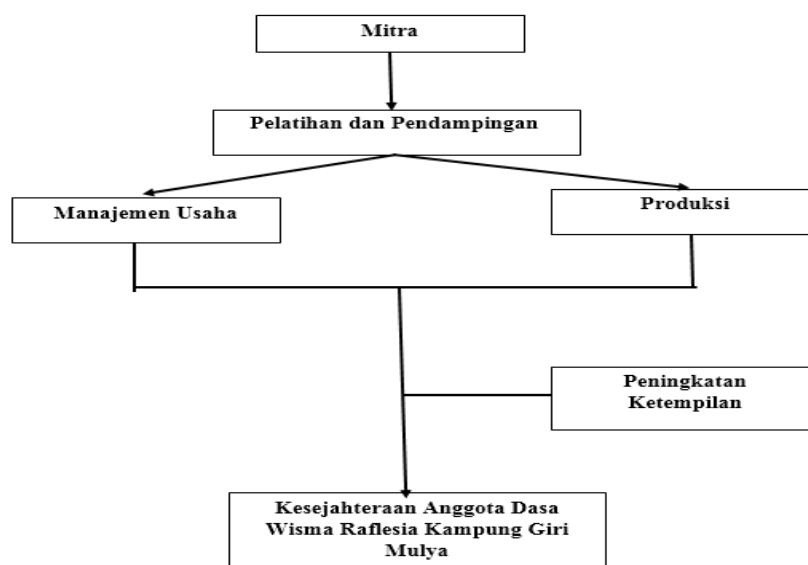 Mitra
Pelatihan dan Pendampingan
Manajemen Usaha
Produksi
Peningkatan
Ketempilan
Kesejahteraan Anggota Dasa
Wisma Raflesia Kampung Giri
Mulya